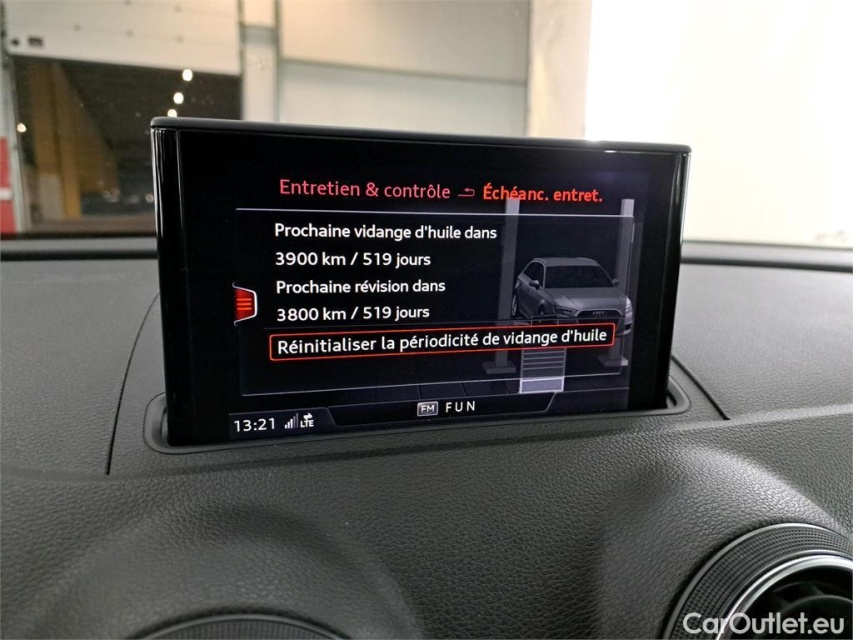 Entretien & contrôle Échéanc. entret.
Prochaine vidange d'huile dans
3900 km / 519 jours
Prochaine révision dans
3800 km / 519 jours
Réinitialiser la périodicité de vidange d'huile
13:21 LTE FM FUN
CarOutlet.eu